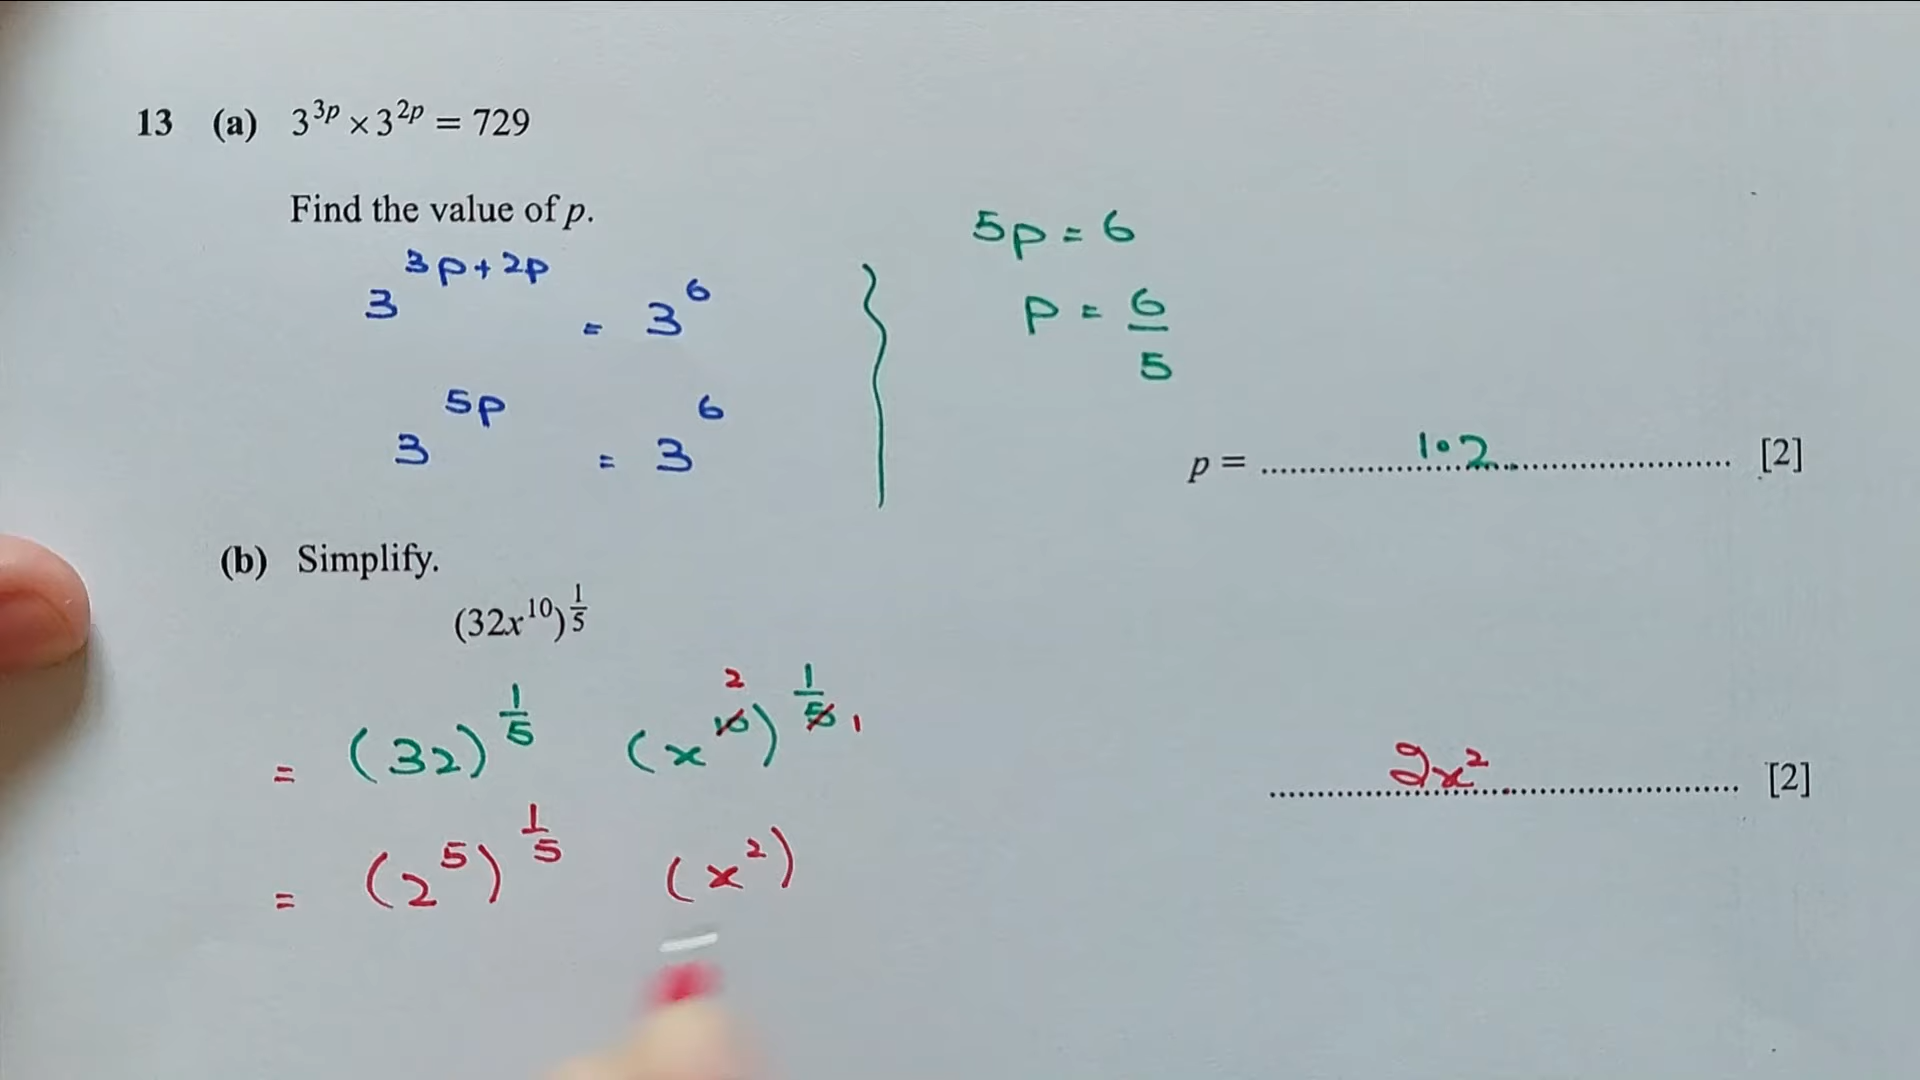 13 (a) 3^{3p} × 3^{2p} = 729
Find the value of p.
3^{3p+2p} = 3^{6}
3^{5p} = 3^{6}
5p = 6
p = 6/5
p = ........ 1.2 ........ [2]
(b) Simplify.
(32x^{10})^{1/5}
= (32)^{1/5} (x^{10})^{1/5} 2 1
= (2^{5})^{1/5} (x^{2})
........ 2x^{2} ........ [2]